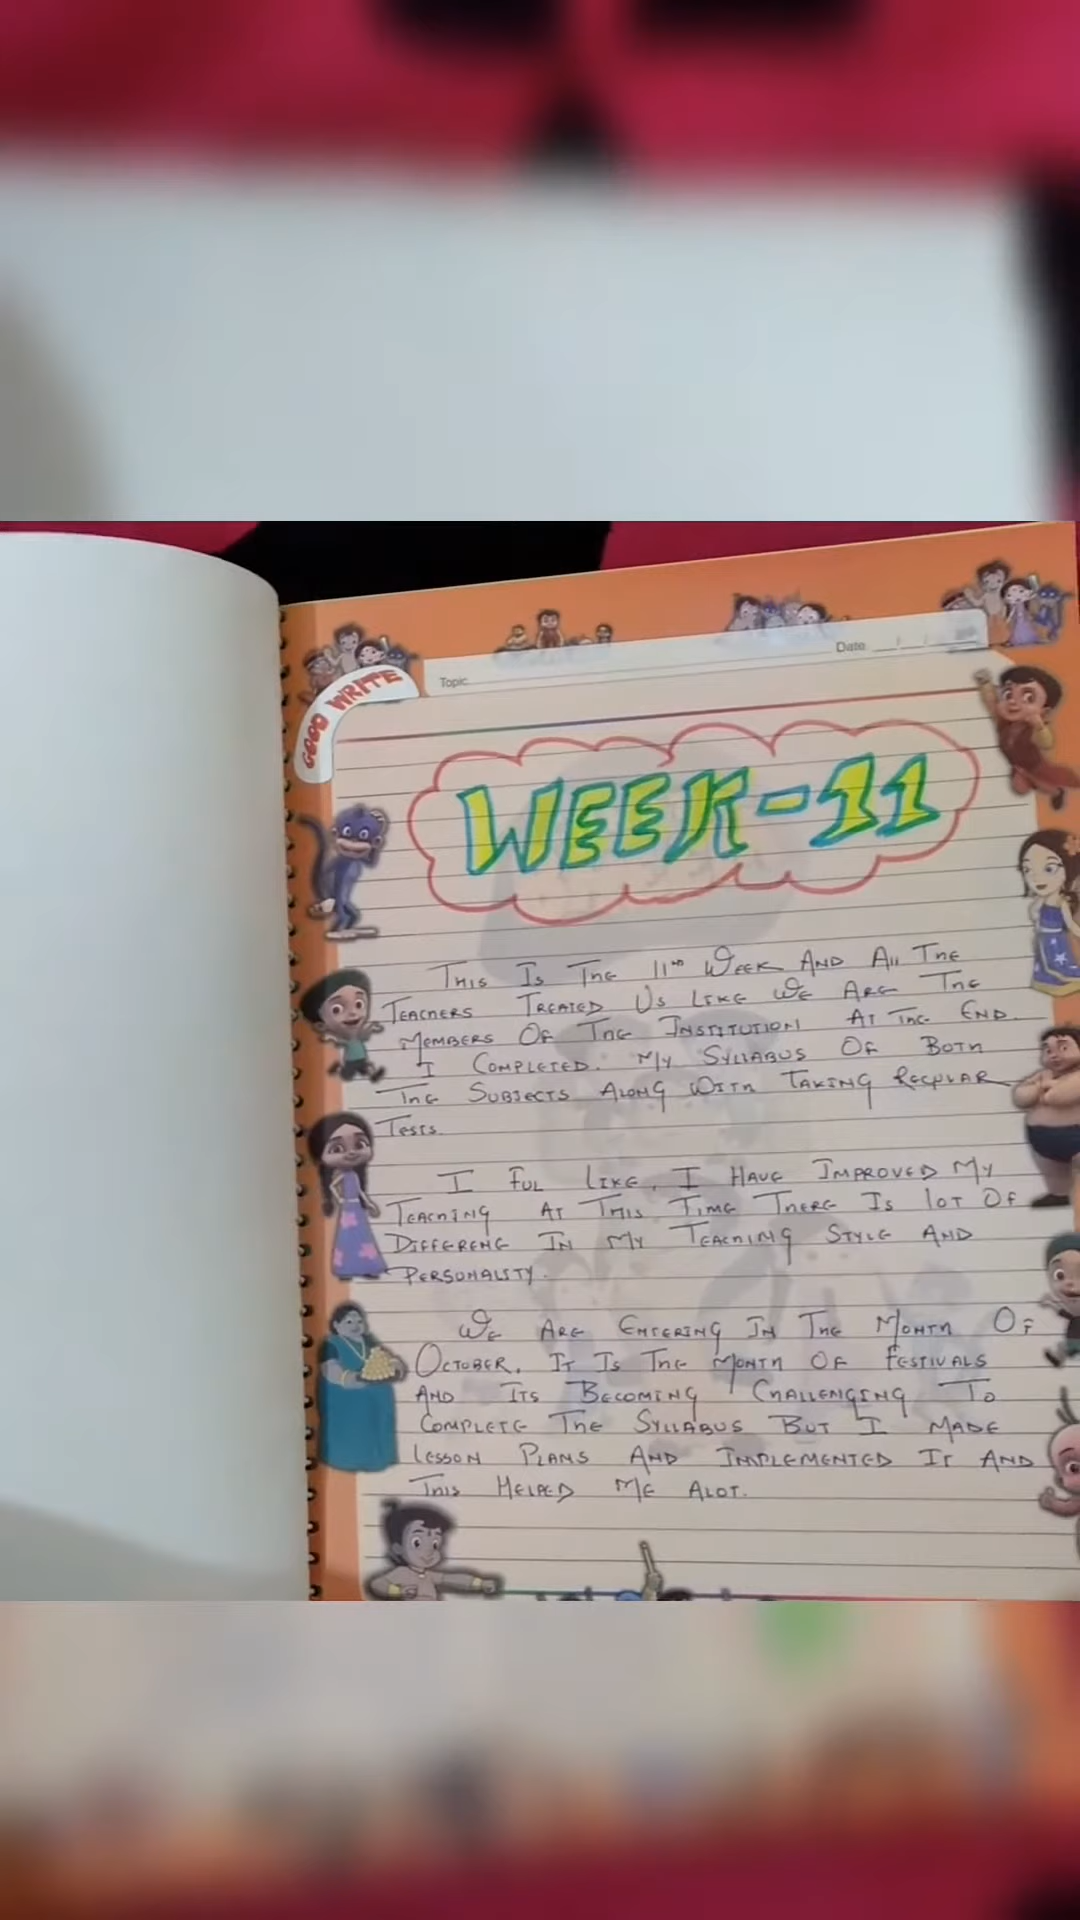 GOOD WRITE
Topic
Date
WEEK-11
THIS IS THE 11TH WEEK AND All THE
TEACHERS TREATED US LIKE WE ARE THE
MEMBERS OF THE INSTITUTION AT THE END
I COMPLETED. MY SYLLABUS OF BOTH
THE SUBJECTS ALONG WITH TAKING REGULAR
TESTS.
I FUL LIKE, I HAVE IMPROVED MY
TEACHING AT THIS TIME THERE IS LOT OF
DIFFERENE IN MY TEACHING STYLE AND
PERSONALITY.
WE ARE ENTERING IN THE MONTH OF
OCTOBER. IT IS THE MONTH OF FESTIVALS
AND ITS BECOMING CHALLENGING TO
COMPLETE THE SYLLABUS BUT I MADE
LESSON PLANS AND IMPLEMENTED IT AND
THIS HELPED ME ALOT.